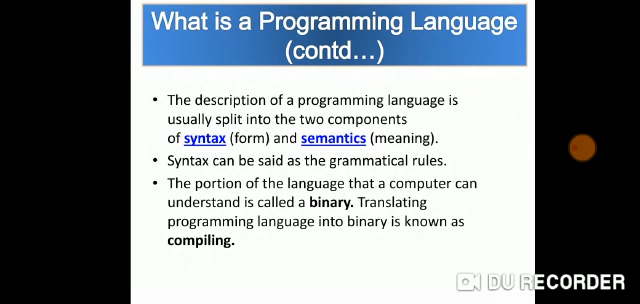 What is a Programming Language
(contd...)
• The description of a programming language is
usually split into the two components
of syntax (form) and semantics (meaning).
• Syntax can be said as the grammatical rules.
• The portion of the language that a computer can
understand is called a binary. Translating
programming language into binary is known as
compiling.
DU RECORDER